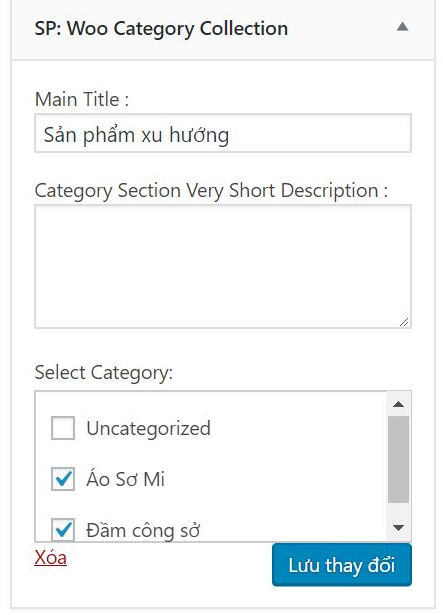 SP: Woo Category Collection
Main Title :
Sản phẩm xu hướng
Category Section Very Short Description :
Select Category:
Uncategorized
Áo Sơ Mi
Đầm công sở
Xóa
Lưu thay đổi